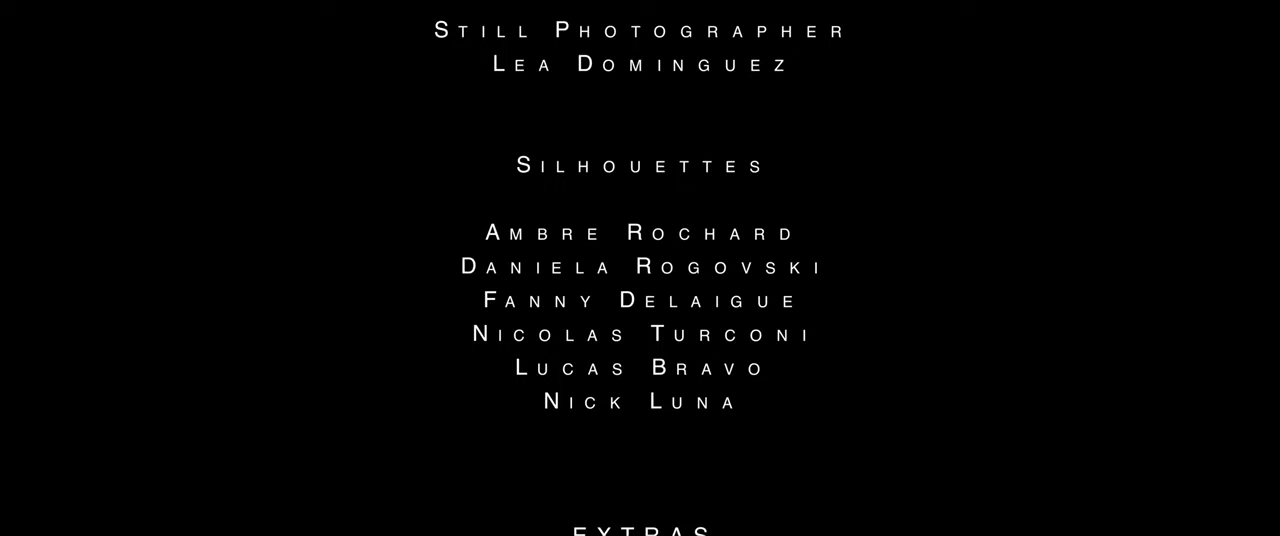 Still Photographer
Lea Dominguez
Silhouettes
Ambre Rochard
Daniela Rogovski
Fanny Delaigue
Nicolas Turconi
Lucas Bravo
Nick Luna
EXTRAS